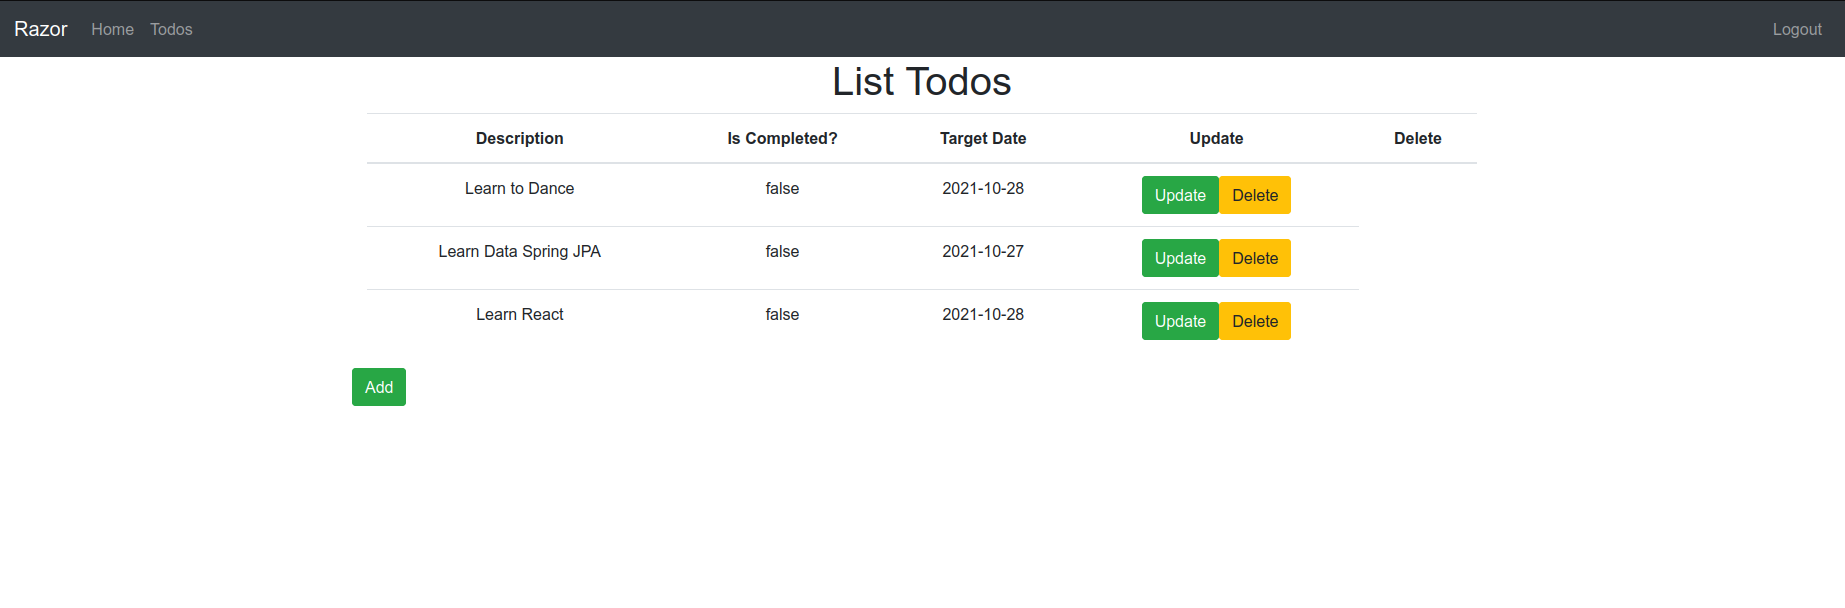 Razor Home Todos Logout
List Todos
Description Is Completed? Target Date Update Delete
Learn to Dance false 2021-10-28 Update Delete
Learn Data Spring JPA false 2021-10-27 Update Delete
Learn React false 2021-10-28 Update Delete
Add